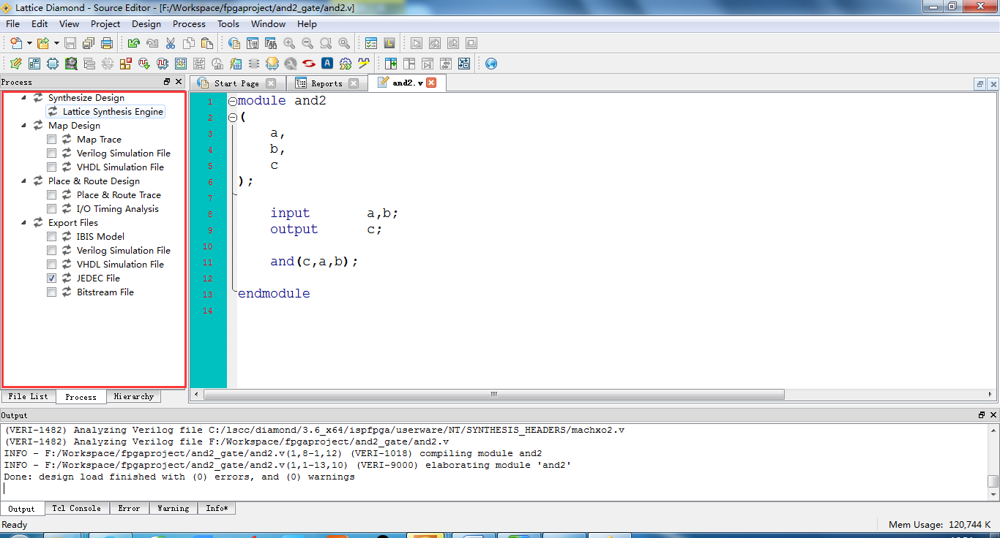 Lattice Diamond - Source Editor - [F:/Workspace/fpgaproject/and2_gate/and2.v]
File Edit View Project Design Process Tools Window Help
Process
Start Page Reports and2.v
Synthesize Design
Lattice Synthesis Engine
Map Design
Map Trace
Verilog Simulation File
VHDL Simulation File
Place & Route Design
Place & Route Trace
I/O Timing Analysis
Export Files
IBIS Model
Verilog Simulation File
VHDL Simulation File
JEDEC File
Bitstream File
File List Process Hierarchy
1 module and2
2 (
3 a,
4 b,
5 c
6 );
7
8 input a,b;
9 output c;
10
11 and(c,a,b);
12
13 endmodule
14
Output
(VERI-1482) Analyzing Verilog file C:/lscc/diamond/3.6_x64/ispfpga/userware/NT/SYNTHESIS_HEADERS/machxo2.v
(VERI-1482) Analyzing Verilog file F:/Workspace/fpgaproject/and2_gate/and2.v
INFO - F:/Workspace/fpgaproject/and2_gate/and2.v(1,8-1,12) (VERI-1018) compiling module and2
INFO - F:/Workspace/fpgaproject/and2_gate/and2.v(1,1-13,10) (VERI-9000) elaborating module 'and2'
Done: design load finished with (0) errors, and (0) warnings
Output Tcl Console Error Warning Info*
Ready
Mem Usage: 120,744 K